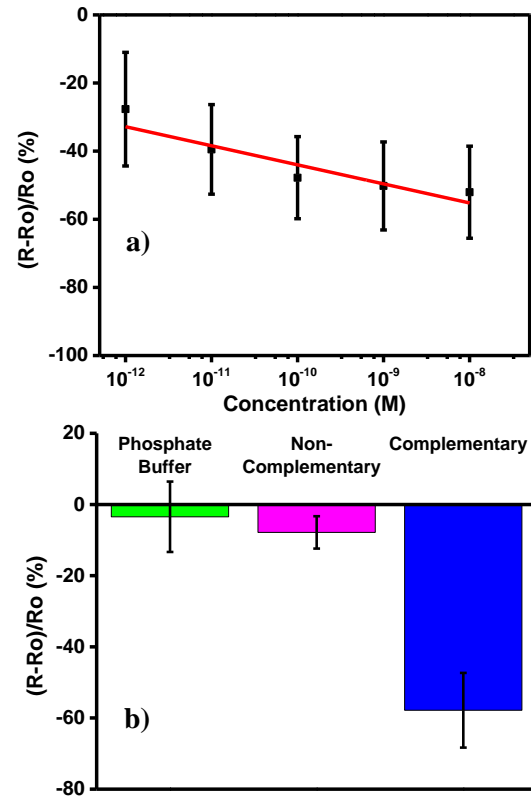 0
-20
-40
-60
-80
-100
(R-Ro)/Ro (%)
a)
10-12 10-11 10-10 10-9 10-8
Concentration (M)
20
0
-20
-40
-60
-80
(R-Ro)/Ro (%)
Phosphate
Buffer
Non-
Complementary
Complementary
b)